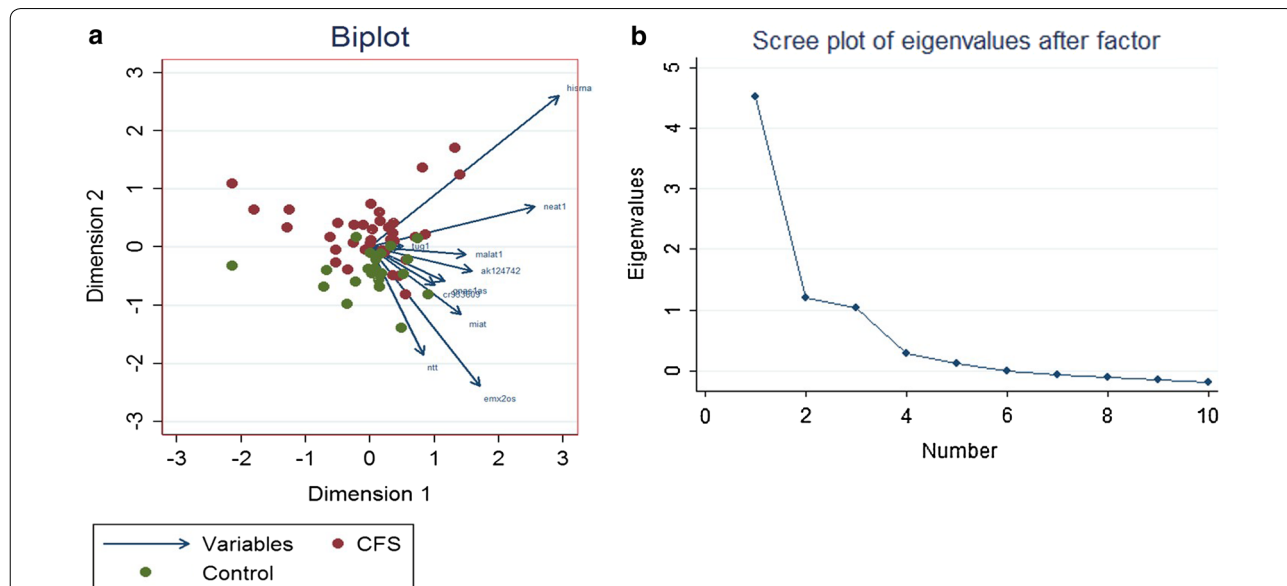 a
Biplot
Dimension 2
3
2
1
0
-1
-2
-3
hisrna
neat1
tug1
malat1
ak124742
gnas1as
miat
ntt
emx2os
-3 -2 -1 0 1 2 3
Dimension 1
Variables CFS
Control
b
Scree plot of eigenvalues after factor
Eigenvalues
5
4
3
2
1
0
0 2 4 6 8 10
Number